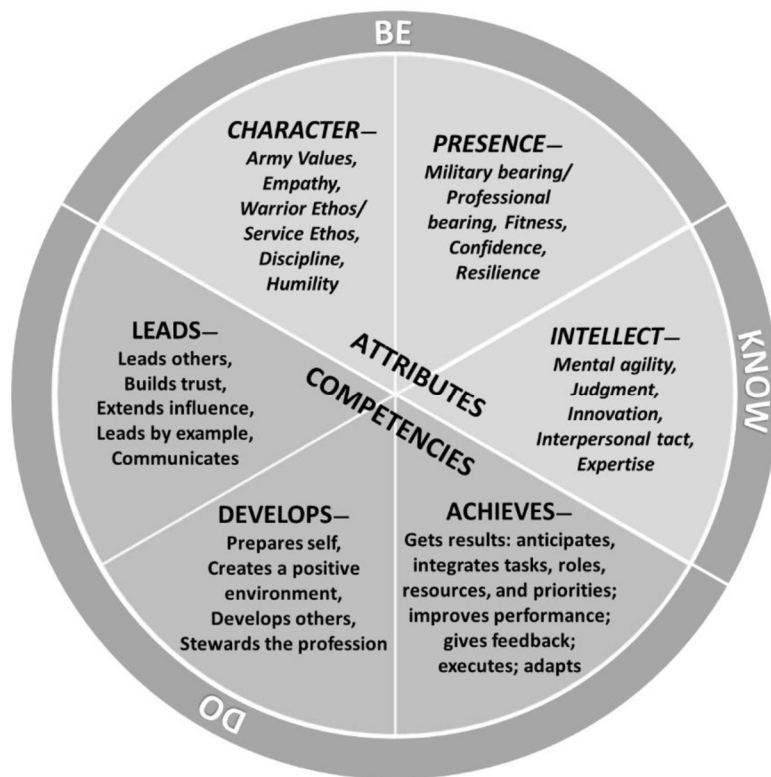 BE
CHARACTER—
Army Values,
Empathy,
Warrior Ethos/
Service Ethos,
Discipline,
Humility
PRESENCE—
Military bearing/
Professional
bearing, Fitness,
Confidence,
Resilience
KNOW
INTELLECT—
Mental agility,
Judgment,
Innovation,
Interpersonal tact,
Expertise
ATTRIBUTES
COMPETENCIES
LEADS—
Leads others,
Builds trust,
Extends influence,
Leads by example,
Communicates
DEVELOPS—
Prepares self,
Creates a positive
environment,
Develops others,
Stewards the profession
ACHIEVES—
Gets results: anticipates,
integrates tasks, roles,
resources, and priorities;
improves performance;
gives feedback;
executes; adapts
DO